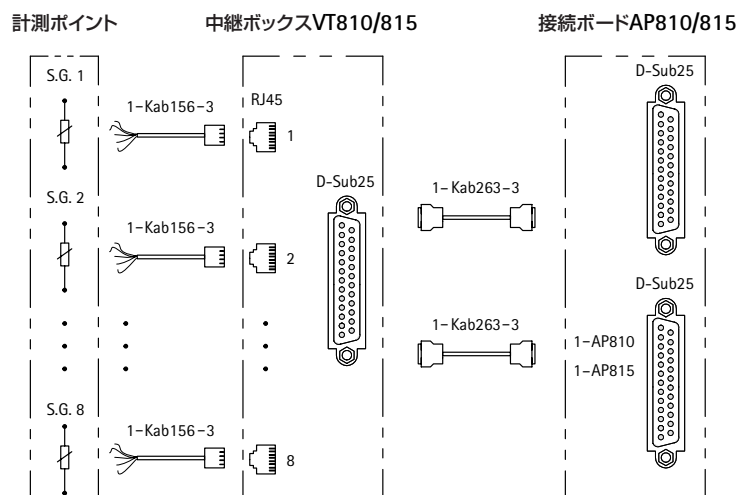 計測ポイント
中継ボックスVT810/815
接続ボードAP810/815
S.G. 1
1-Kab156-3
RJ45
1
D-Sub25
S.G. 2
1-Kab156-3
2
D-Sub25
1-Kab263-3
D-Sub25
1-Kab263-3
1-AP810
1-AP815
S.G. 8
1-Kab156-3
8